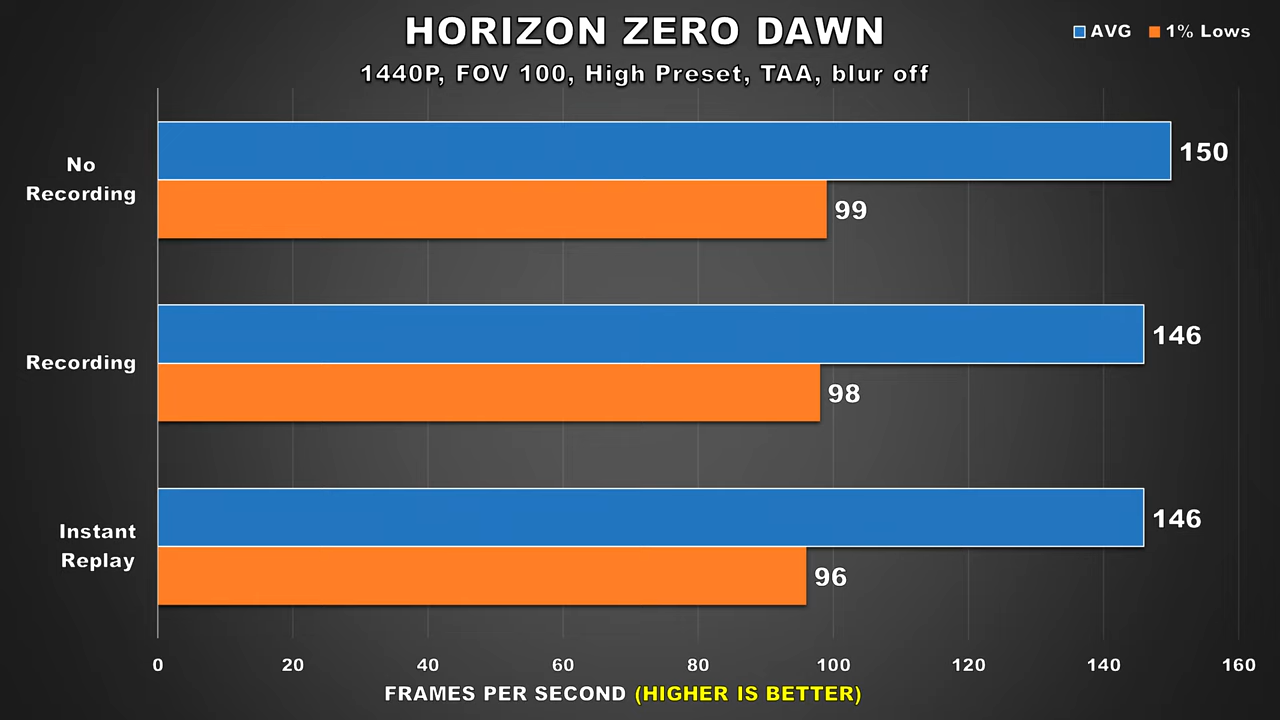 HORIZON ZERO DAWN
1440P, FOV 100, High Preset, TAA, blur off
AVG 1% Lows
No
Recording
150
99
Recording
146
98
Instant
Replay
146
96
0 20 40 60 80 100 120 140 160
FRAMES PER SECOND (HIGHER IS BETTER)